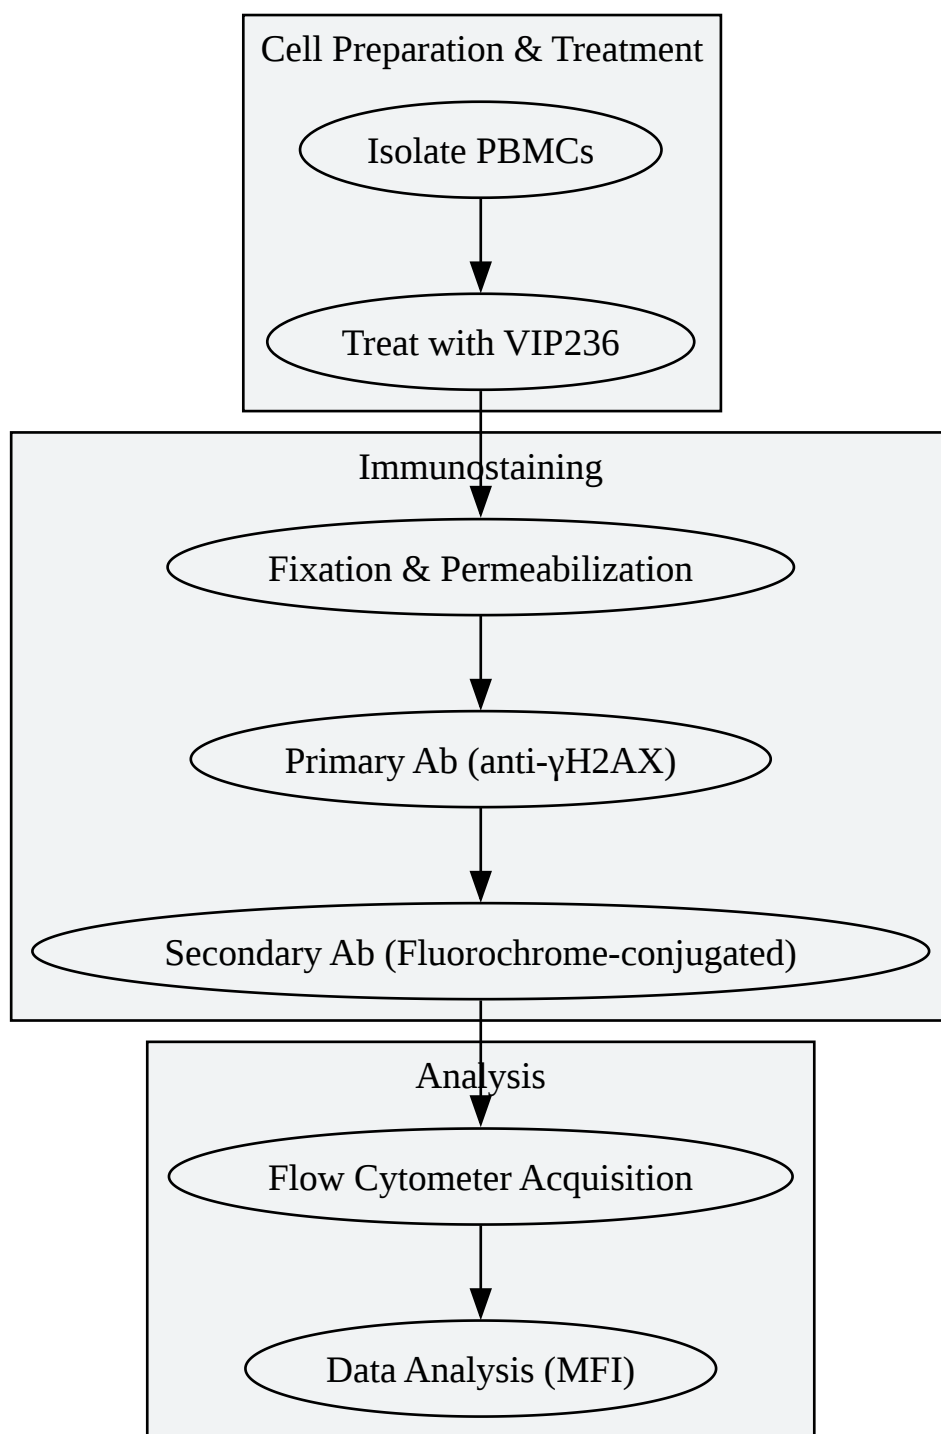 Cell Preparation & Treatment
Isolate PBMCs
Treat with VIP236
Immunostaining
Fixation & Permeabilization
Primary Ab (anti-γH2AX)
Secondary Ab (Fluorochrome-conjugated)
Analysis
Flow Cytometer Acquisition
Data Analysis (MFI)